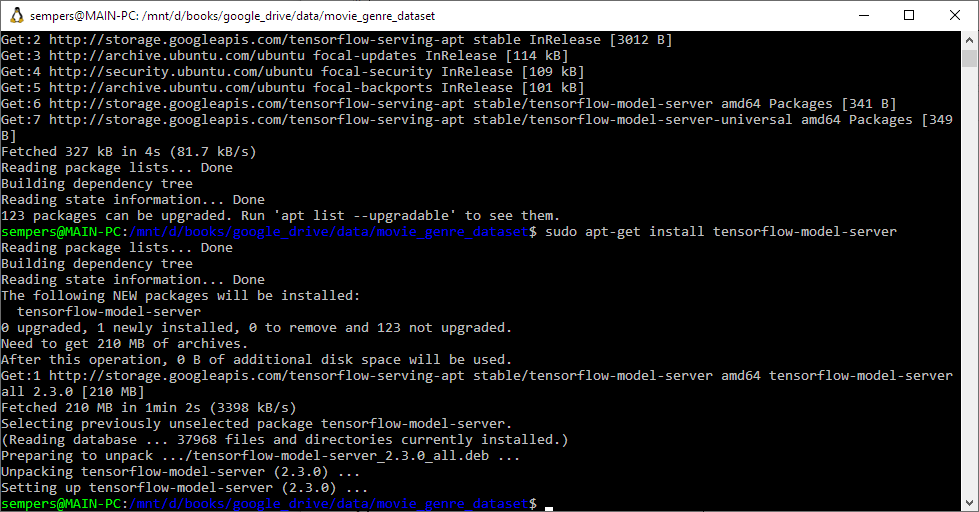 sempers@MAIN-PC: /mnt/d/books/google_drive/data/movie_genre_dataset
Get:2 http://storage.googleapis.com/tensorflow-serving-apt stable InRelease [3012 B]
Get:3 http://archive.ubuntu.com/ubuntu focal-updates InRelease [114 kB]
Get:4 http://security.ubuntu.com/ubuntu focal-security InRelease [109 kB]
Get:5 http://archive.ubuntu.com/ubuntu focal-backports InRelease [101 kB]
Get:6 http://storage.googleapis.com/tensorflow-serving-apt stable/tensorflow-model-server amd64 Packages [341 B]
Get:7 http://storage.googleapis.com/tensorflow-serving-apt stable/tensorflow-model-server-universal amd64 Packages [349
B]
Fetched 327 kB in 4s (81.7 kB/s)
Reading package lists... Done
Building dependency tree
Reading state information... Done
123 packages can be upgraded. Run 'apt list --upgradable' to see them.
sempers@MAIN-PC:/mnt/d/books/google_drive/data/movie_genre_dataset$ sudo apt-get install tensorflow-model-server
Reading package lists... Done
Building dependency tree
Reading state information... Done
The following NEW packages will be installed:
  tensorflow-model-server
0 upgraded, 1 newly installed, 0 to remove and 123 not upgraded.
Need to get 210 MB of archives.
After this operation, 0 B of additional disk space will be used.
Get:1 http://storage.googleapis.com/tensorflow-serving-apt stable/tensorflow-model-server amd64 tensorflow-model-server
all 2.3.0 [210 MB]
Fetched 210 MB in 1min 2s (3398 kB/s)
Selecting previously unselected package tensorflow-model-server.
(Reading database ... 37968 files and directories currently installed.)
Preparing to unpack .../tensorflow-model-server_2.3.0_all.deb ...
Unpacking tensorflow-model-server (2.3.0) ...
Setting up tensorflow-model-server (2.3.0) ...
sempers@MAIN-PC:/mnt/d/books/google_drive/data/movie_genre_dataset$